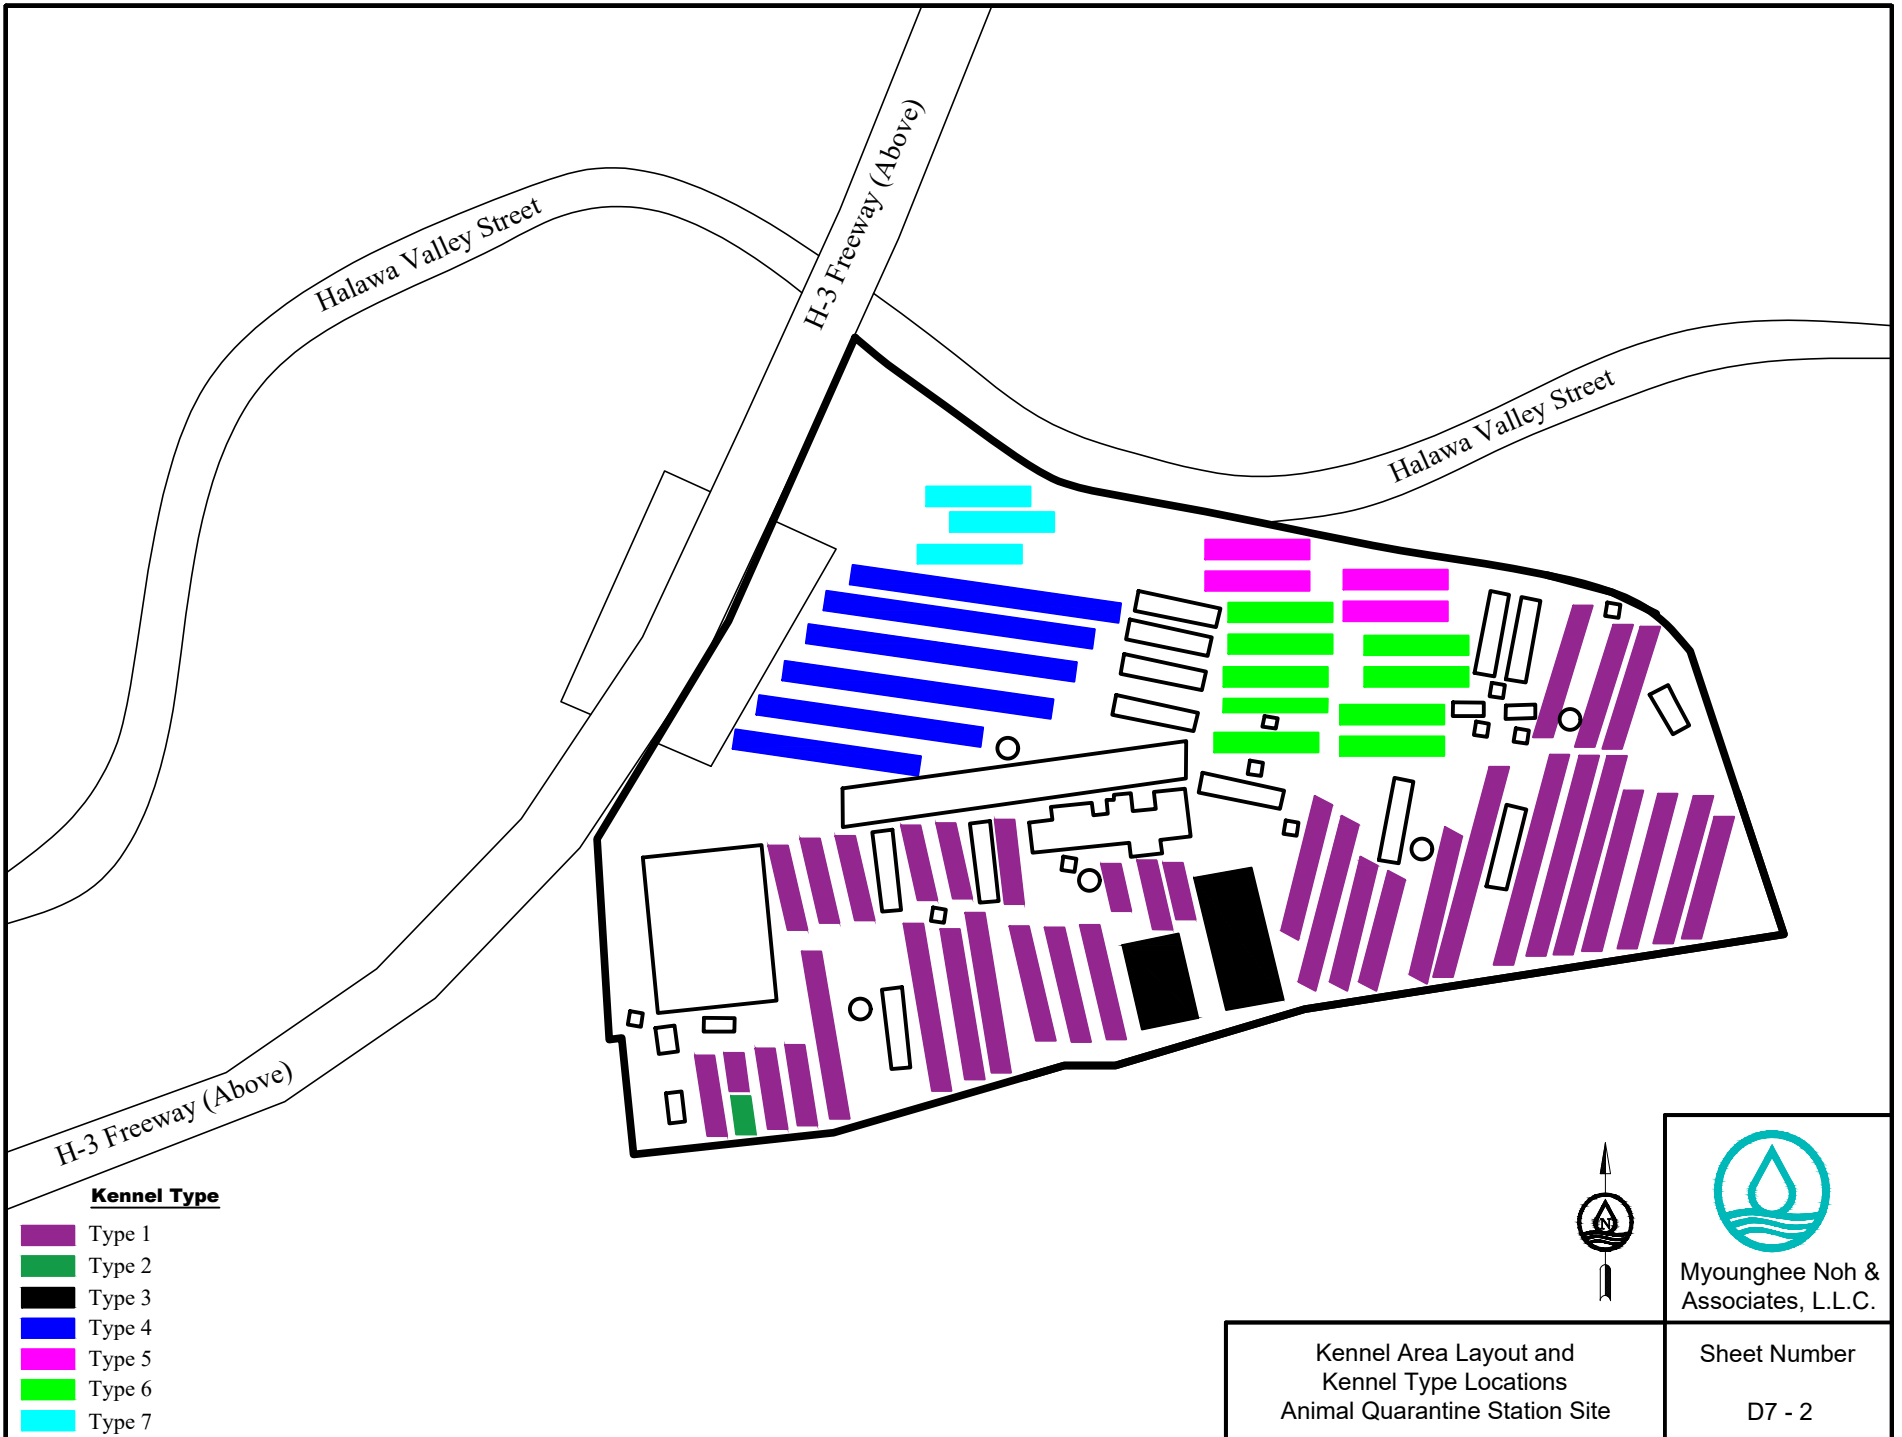 H-3 Freeway (Above)
Halawa Valley Street
Halawa Valley Street
H-3 Freeway (Above)
Kennel Type
Type 1
Type 2
Type 3
Type 4
Type 5
Type 6
Type 7
N
Myounghee Noh &
Associates, L.L.C.
Kennel Area Layout and
Kennel Type Locations
Animal Quarantine Station Site
Sheet Number
D7 - 2